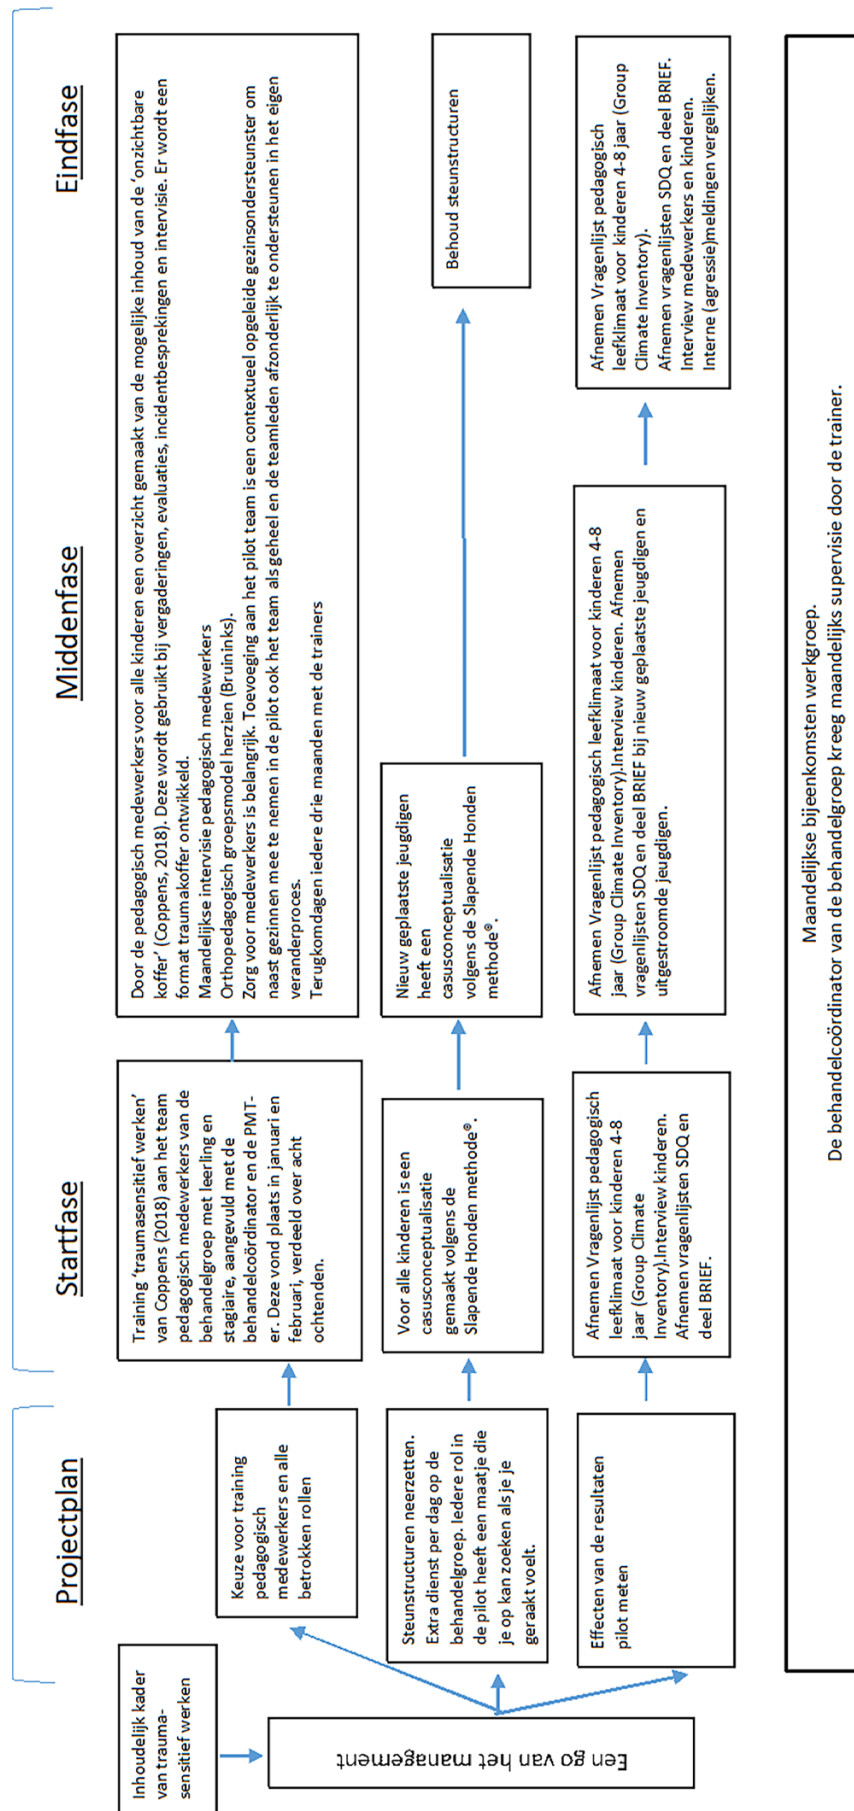 Projectplan
Startfase
Middenfase
Eindfase
Inhoudelijk kader
van trauma-
sensitief werken
Een go van het management
Keuze voor training
pedagogisch
medewerkers en alle
betrokken rollen
Training ‘traumasensitief werken’
van Coppens (2018) aan het team
pedagogisch medewerkers van de
behandelgroep met leerling en
stagiaire, aangevuld met de
behandelcoördinator en de PMT-
er. Deze vond plaats in januari en
februari, verdeeld over acht
ochtenden.
Door de pedagogisch medewerkers voor alle kinderen een overzicht gemaakt van de mogelijke inhoud van de ‘onzichtbare
koffer’ (Coppens, 2018). Deze wordt gebruikt bij vergaderingen, evaluaties, incidentbesprekingen en intervisie. Er wordt een
format traumakoffer ontwikkeld.
Maandelijkse intervisie pedagogisch medewerkers
Orthopedagogisch groepsmodel herzien (Bruininks).
Zorg voor medewerkers is belangrijk. Toevoeging aan het pilot team is een contextueel opgeleide gezinsondersteunster om
naast gezinnen mee te nemen in de pilot ook het team als geheel en de teamleden afzonderlijk te ondersteunen in het eigen
veranderproces.
Terugkomdagen iedere drie maanden met de trainers
Steunstructuren neerzetten.
Extra dienst per dag op de
behandelgroep. Iedere rol in
de pilot heeft een maatje die
je op kan zoeken als je je
geraakt voelt.
Voor alle kinderen is een
casusconceptualisatie
gemaakt volgens de
Slapende Honden methode®.
Nieuw geplaatste jeugdigen
heeft een
casusconceptualisatie
volgens de Slapende Honden
methode®.
Behoud steunstructuren
Effecten van de resultaten
pilot meten
Afnemen Vragenlijst pedagogisch
leefklimaat voor kinderen 4-8
jaar (Group Climate
Inventory).Interview kinderen.
Afnemen vragenlijsten SDQ en
deel BRIEF.
Afnemen Vragenlijst pedagogisch leefklimaat voor kinderen 4-8
jaar (Group Climate Inventory).Interview kinderen. Afnemen
vragenlijsten SDQ en deel BRIEF bij nieuw geplaatste jeugdigen en
uitgestroomde jeugdigen.
Afnemen Vragenlijst pedagogisch
leefklimaat voor kinderen 4-8 jaar (Group
Climate Inventory).
Afnemen vragenlijsten SDQ en deel BRIEF.
Interview medewerkers en kinderen.
Interne (agressie)meldingen vergelijken.
Maandelijkse bijeenkomsten werkgroep.
De behandelcoördinator van de behandelgroep kreeg maandelijks supervisie door de trainer.